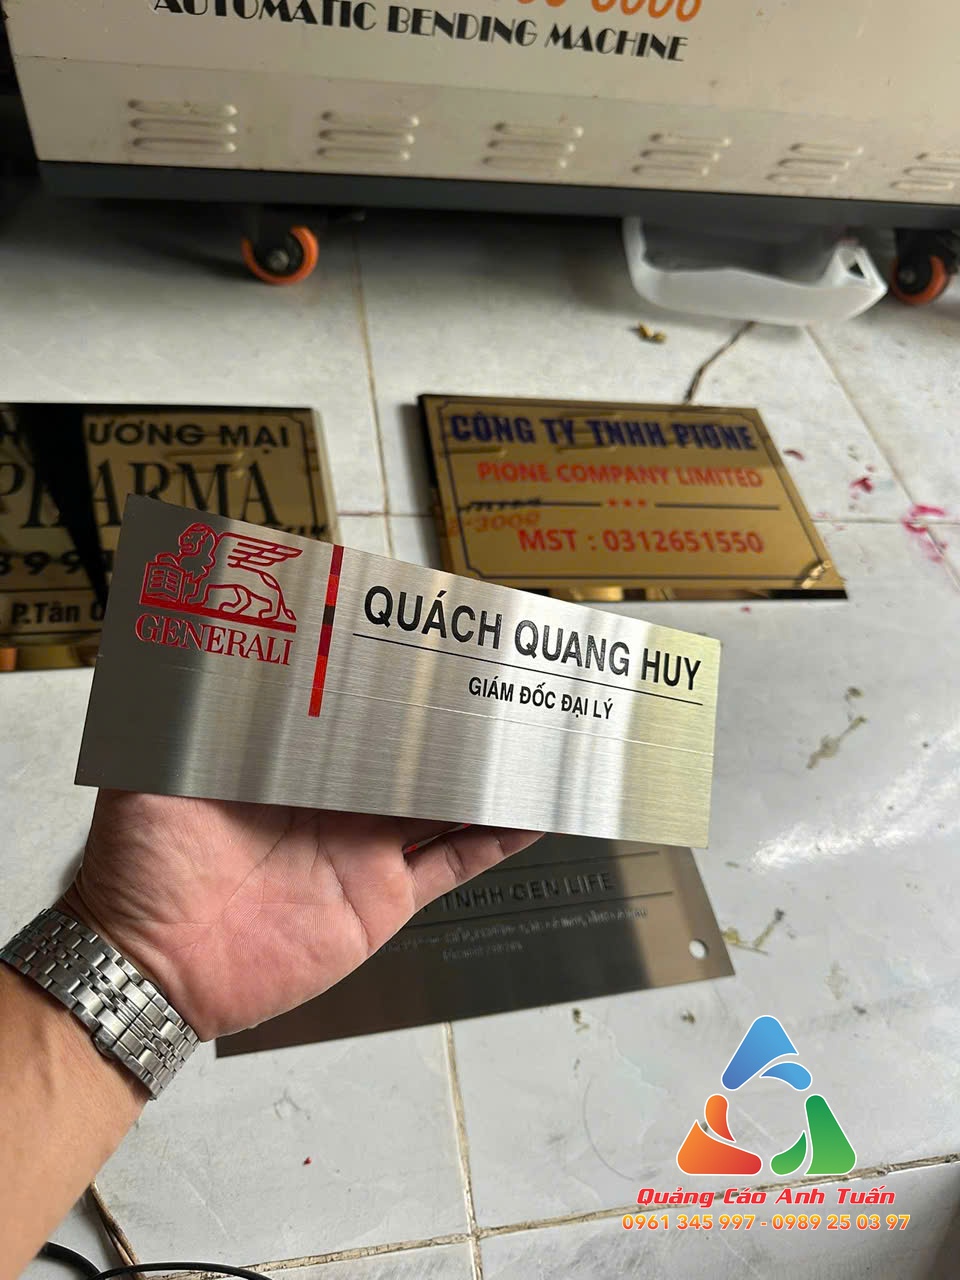 AUTOMATIC BENDING MACHINE
ƯƠNG MẠI
PHARMA
P.Tân
CÔNG TY TNHH PIONE
PIONE COMPANY LIMITED
MST : 0312651550
GENERALI
QUÁCH QUANG HUY
GIÁM ĐỐC ĐẠI LÝ
TNHH GEN LIFE
Quảng Cáo Anh Tuấn
0961 345 997 - 0989 25 03 97